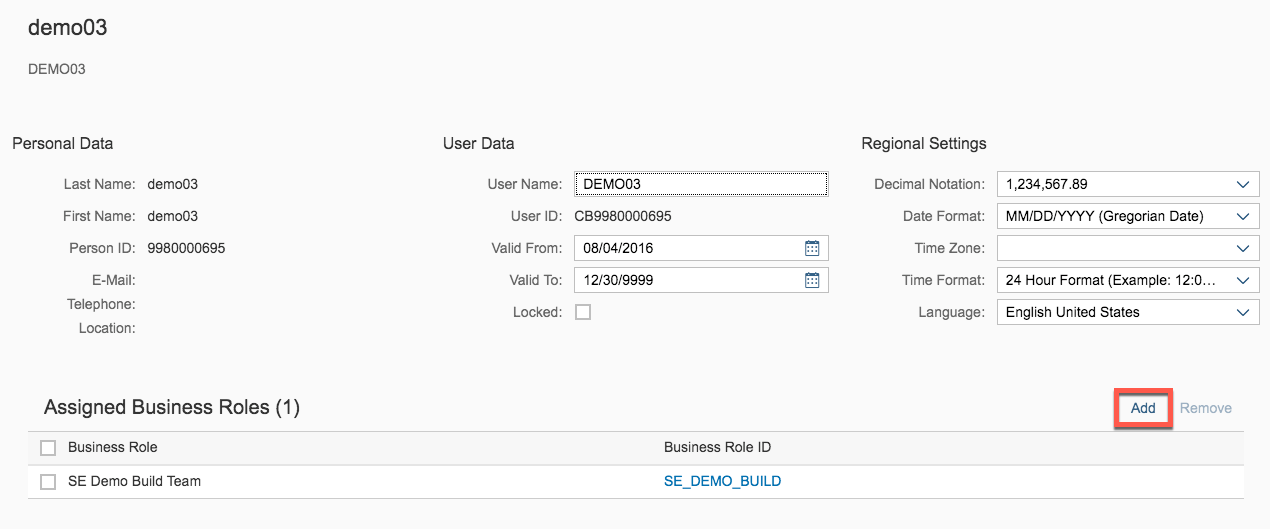 demo03
DEMO03
Personal Data
Last Name: demo03
First Name: demo03
Person ID: 9980000695
E-Mail:
Telephone:
Location:
User Data
User Name: DEMO03
User ID: CB9980000695
Valid From: 08/04/2016
Valid To: 12/30/9999
Locked:
Regional Settings
Decimal Notation: 1,234,567.89
Date Format: MM/DD/YYYY (Gregorian Date)
Time Zone:
Time Format: 24 Hour Format (Example: 12:0...
Language: English United States
Assigned Business Roles (1)
Add Remove
Business Role Business Role ID
SE Demo Build Team SE_DEMO_BUILD